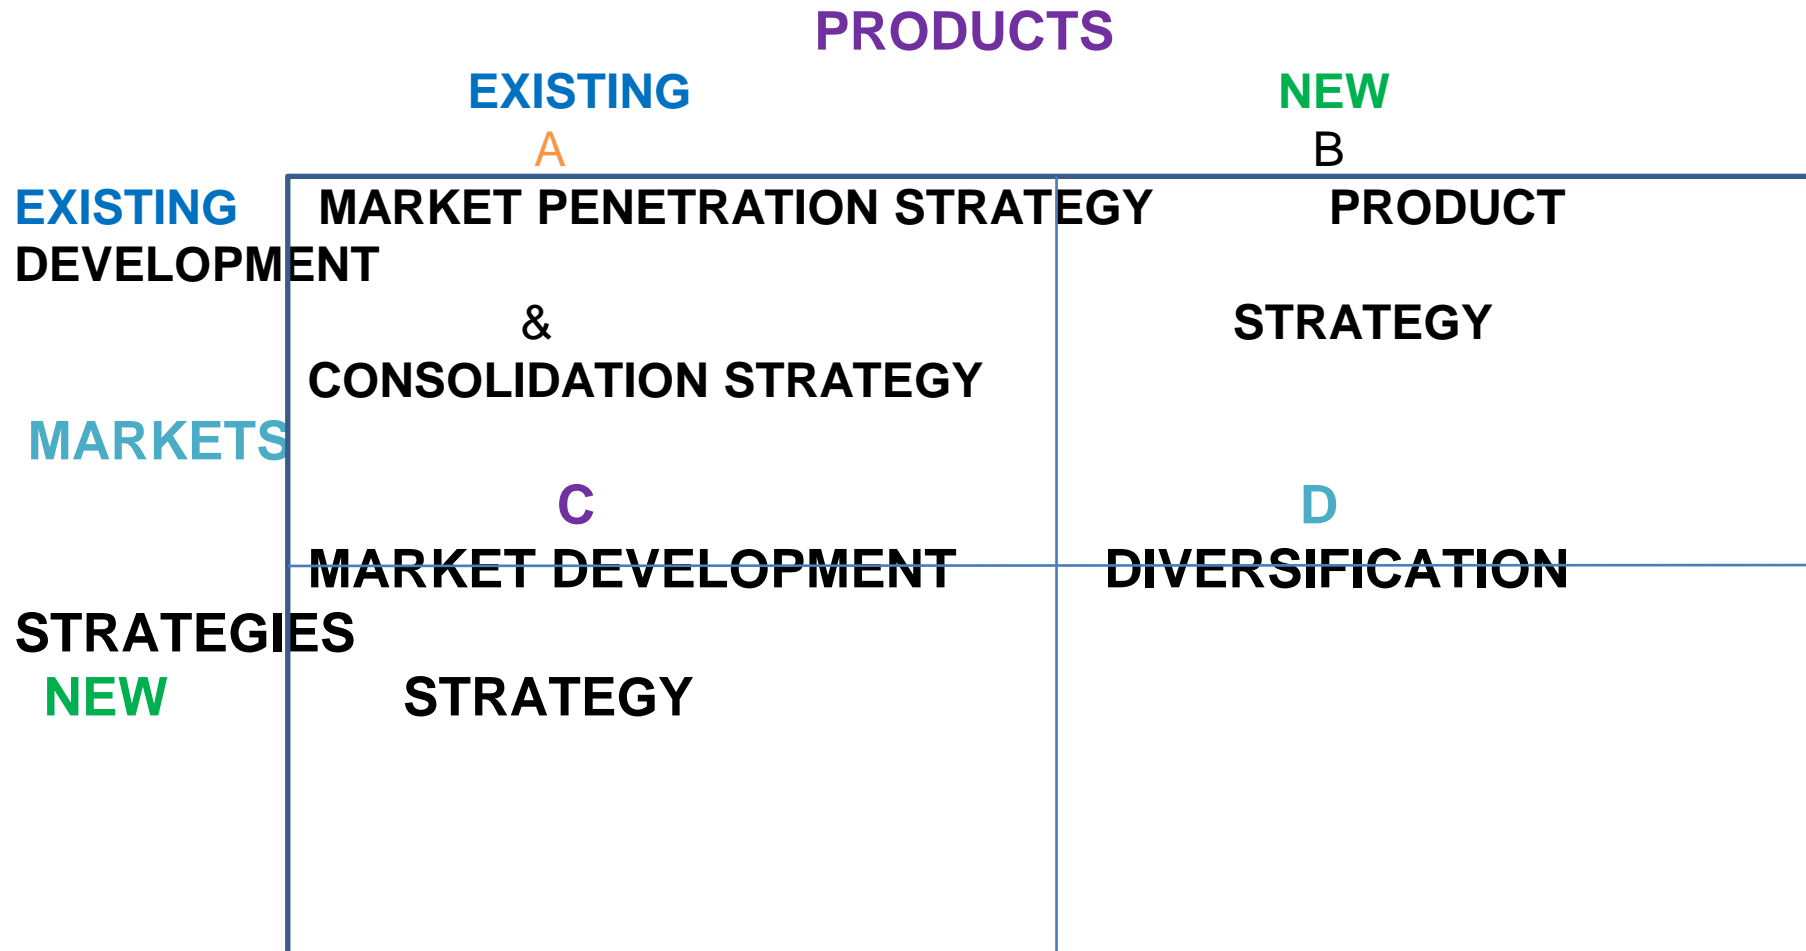 PRODUCTS
EXISTING NEW
A B
EXISTING MARKET PENETRATION STRATEGY PRODUCT
DEVELOPMENT
& STRATEGY
CONSOLIDATION STRATEGY
MARKETS
C D
MARKET DEVELOPMENT DIVERSIFICATION
STRATEGIES
NEW STRATEGY